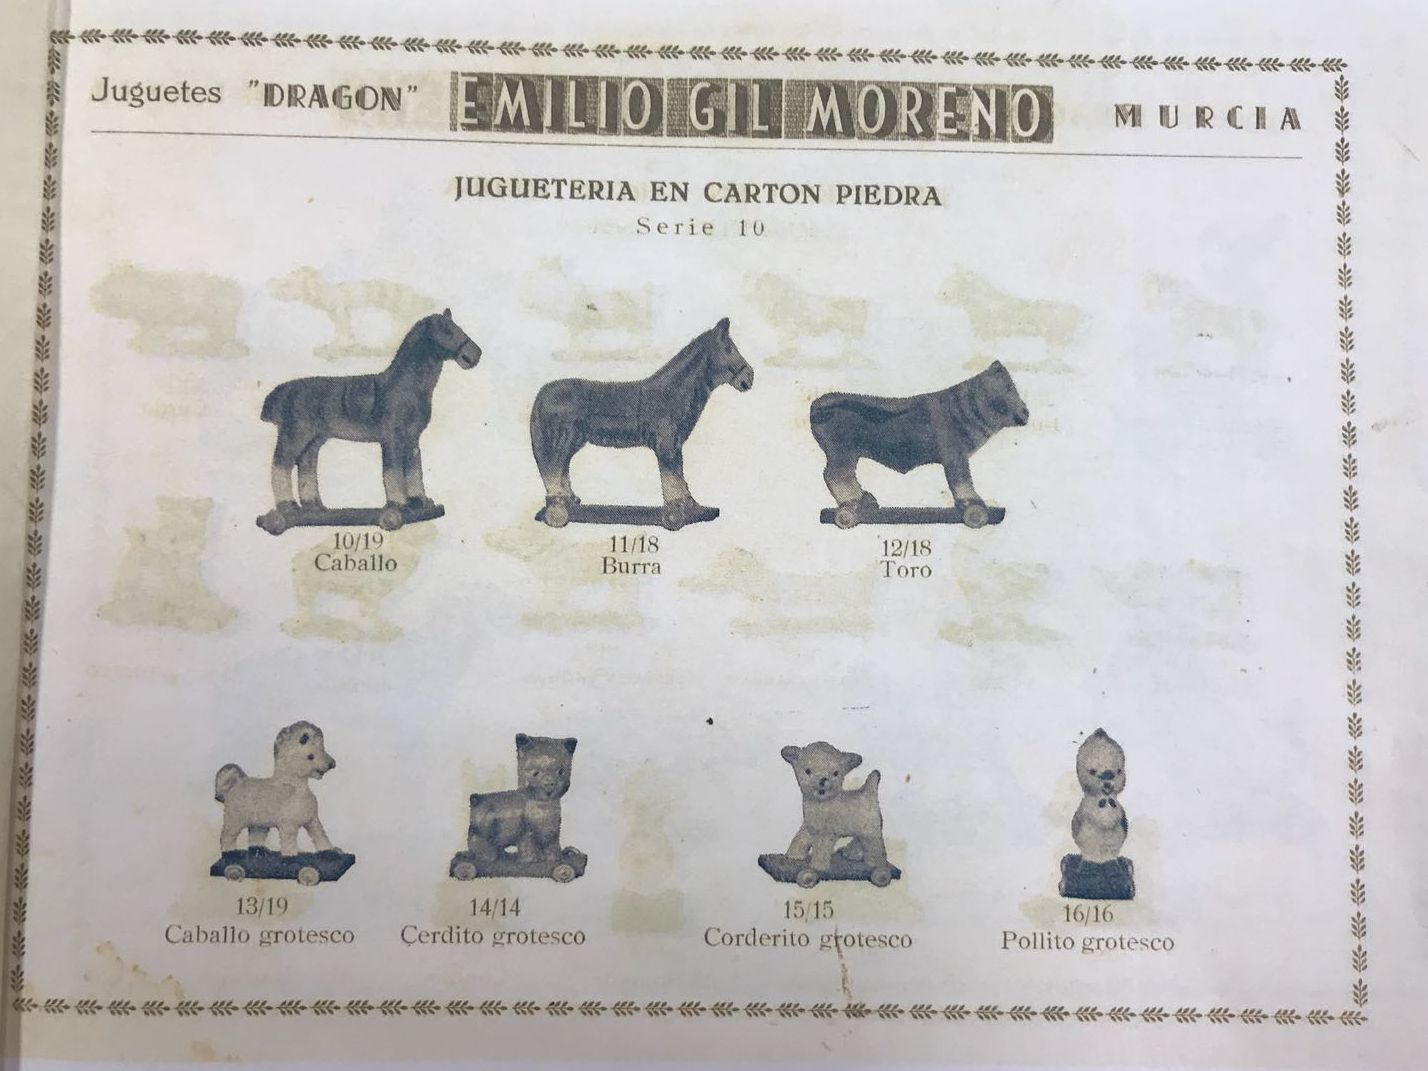 Juguetes "DRAGON" EMILIO GIL MORENO MURCIA
JUGUETERIA EN CARTON PIEDRA
Serie 10
10/19 11/18 12/18
Caballo Burra Toro
13/19 14/14 15/15 16/16
Caballo grotesco Cerdito grotesco Corderito grotesco Pollito grotesco